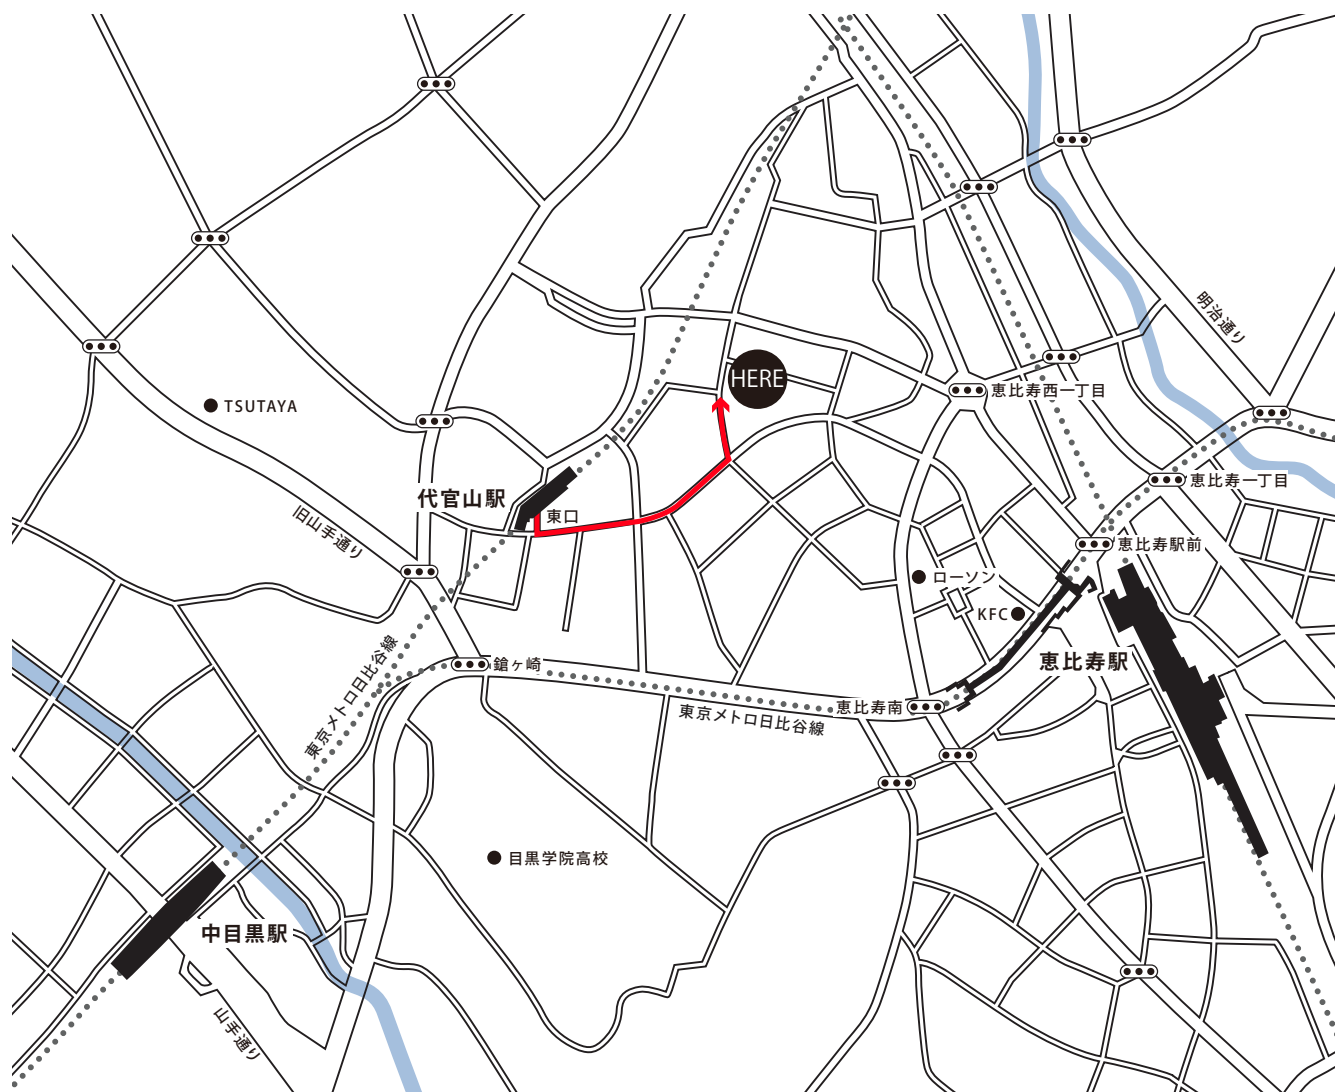 明治通り
HERE
恵比寿西一丁目
TSUTAYA
恵比寿一丁目
代官山駅
東口
旧山手通り
恵比寿駅前
ローソン
KFC
恵比寿駅
鎗ヶ崎
東京メトロ日比谷線
恵比寿南
東京メトロ日比谷線
目黒学院高校
中目黒駅
山手通り